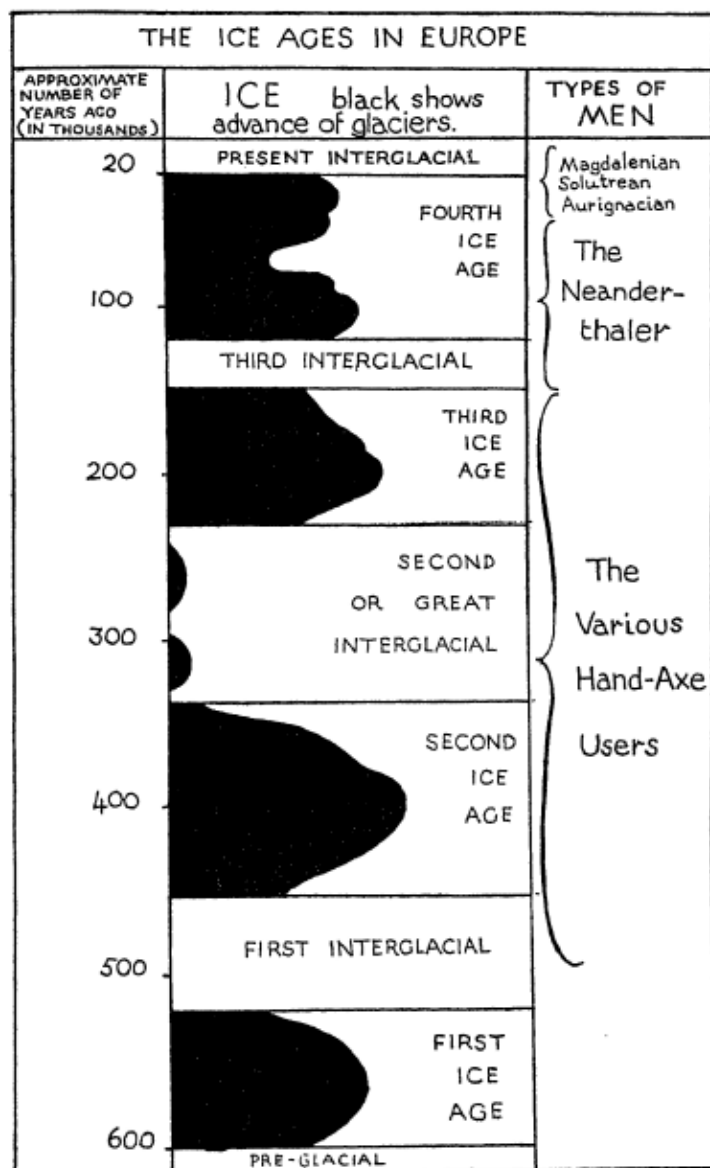 THE ICE AGES IN EUROPE
APPROXIMATE
NUMBER OF
YEARS AGO
(IN THOUSANDS)
ICE black shows
advance of glaciers.
TYPES OF
MEN
20
PRESENT INTERGLACIAL
Magdalenian
Solutrean
Aurignacian
FOURTH
ICE
AGE
The
Neander-
thaler
100
THIRD INTERGLACIAL
THIRD
ICE
AGE
200
SECOND
OR GREAT
INTERGLACIAL
300
The
Various
Hand-Axe
Users
SECOND
ICE
AGE
400
FIRST INTERGLACIAL
500
FIRST
ICE
AGE
600
PRE-GLACIAL